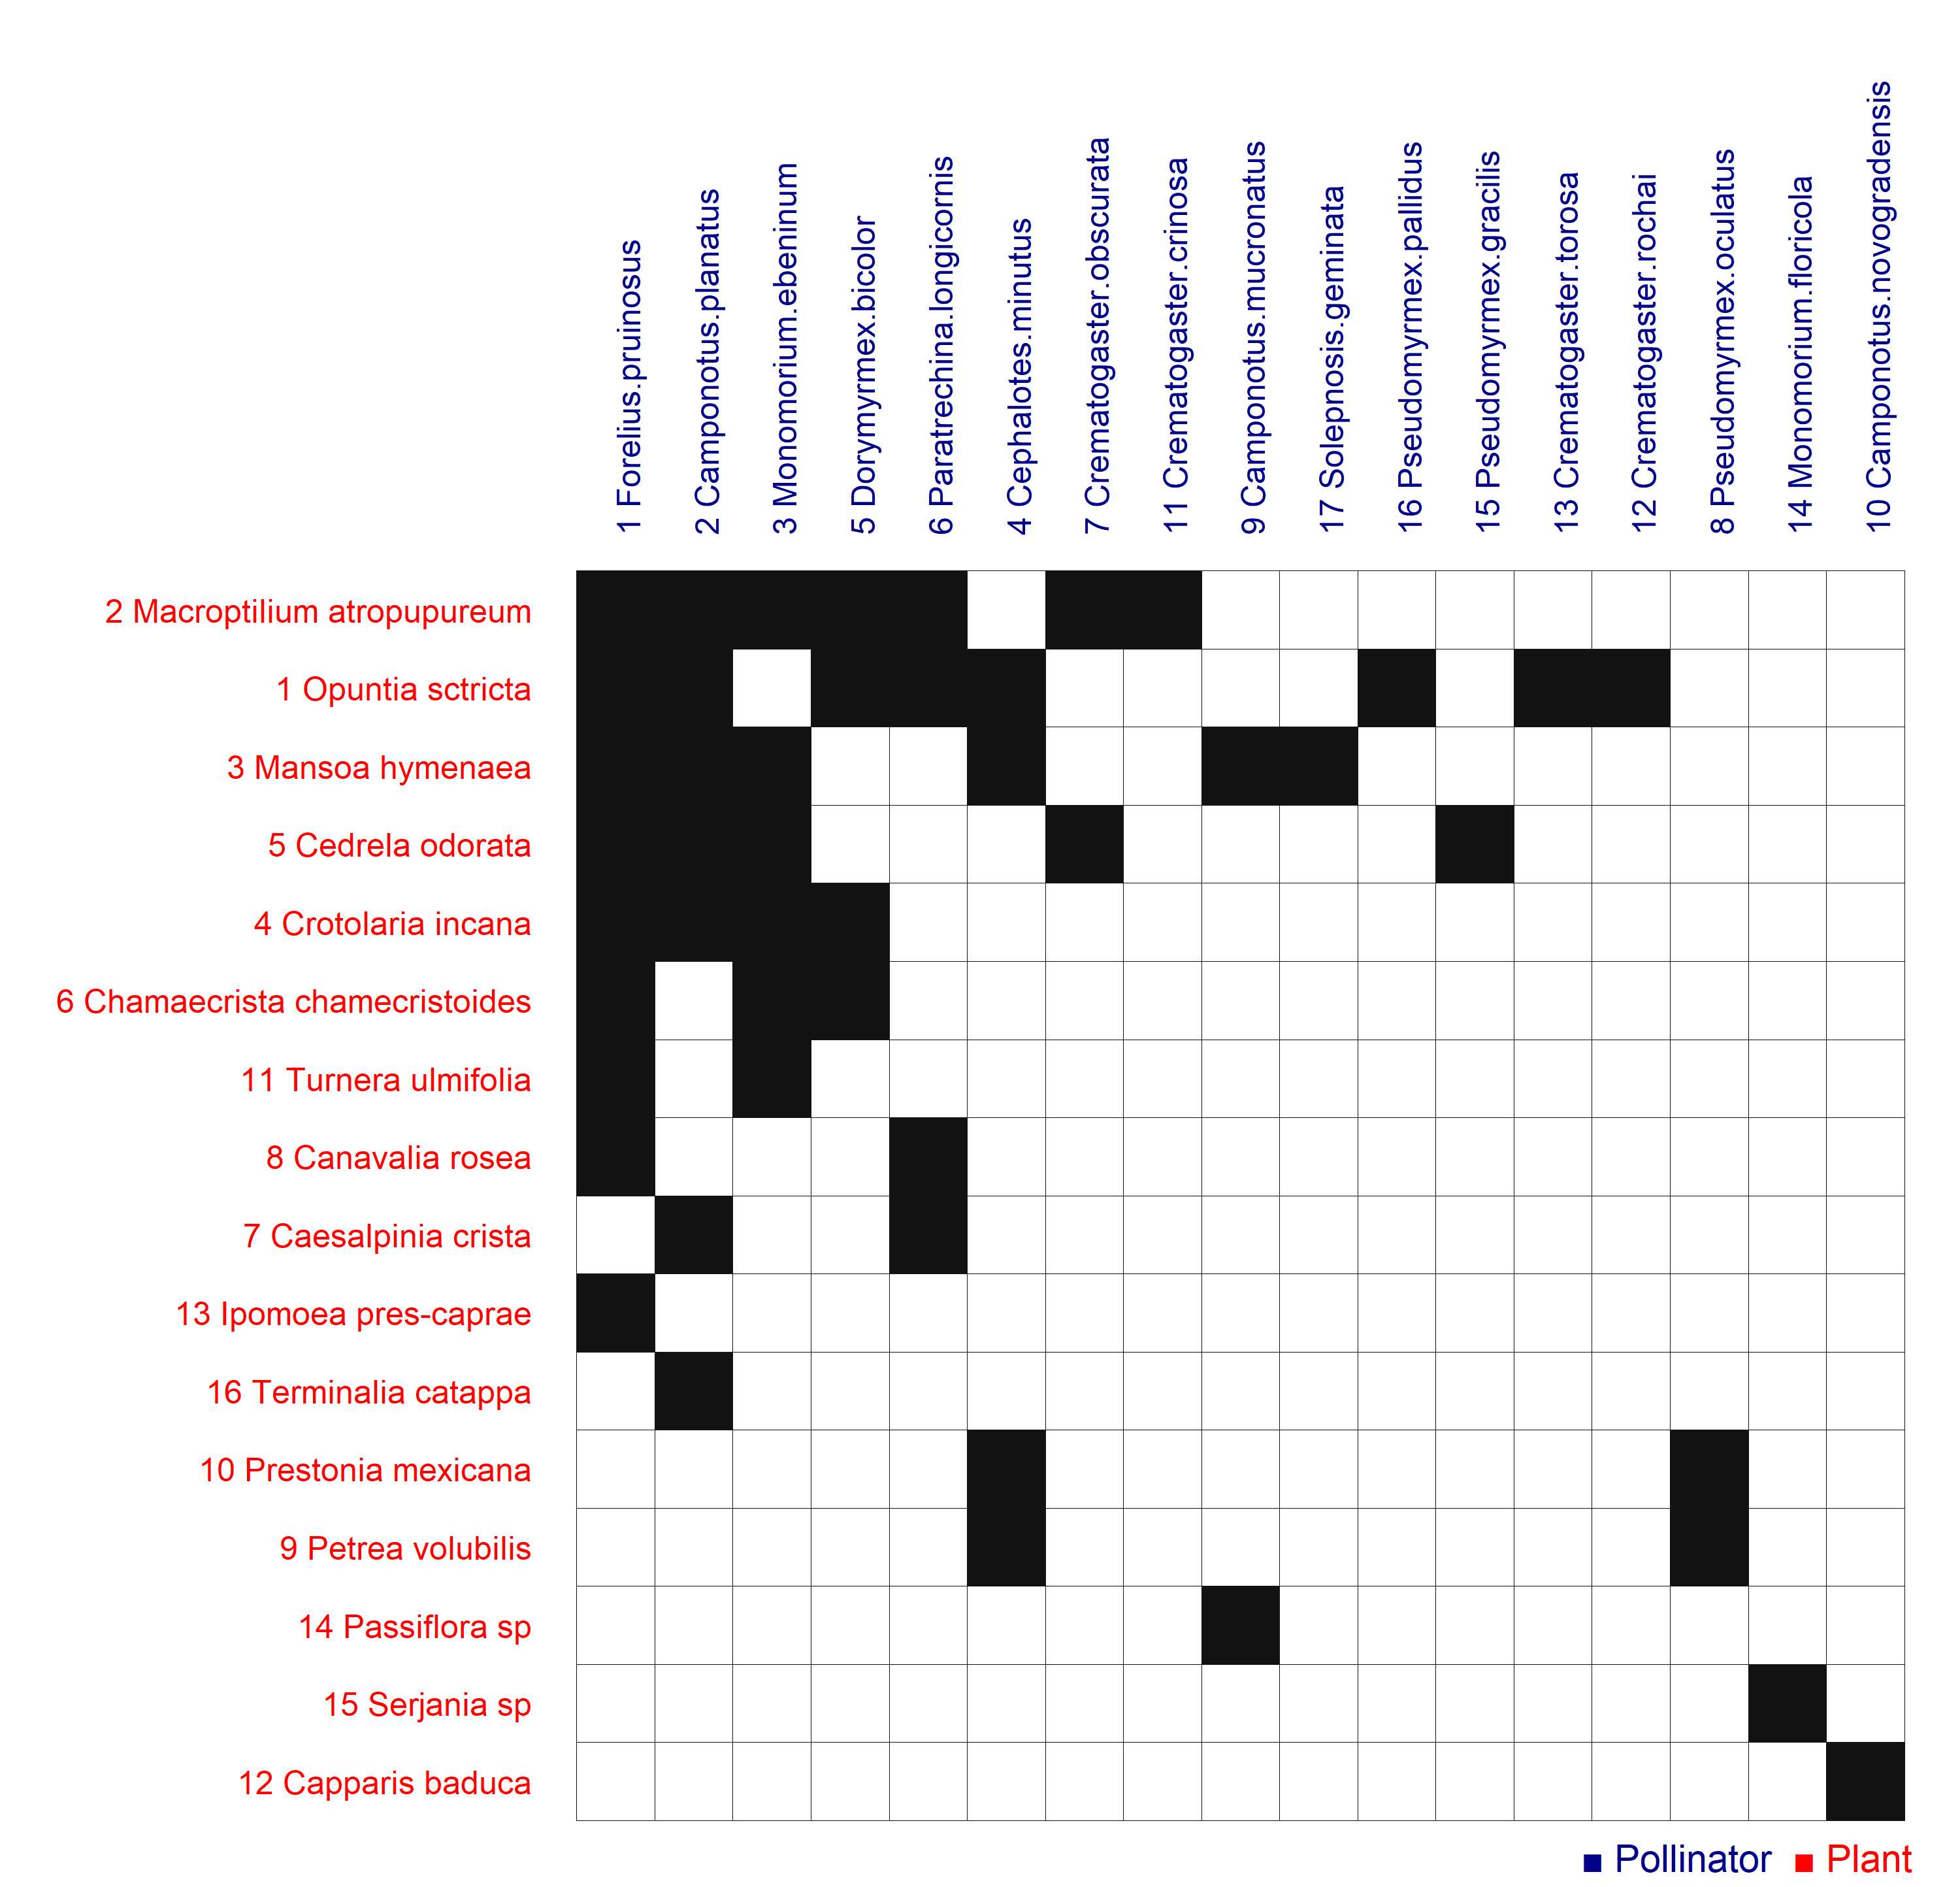 1 Forelius.pruinosus
2 Camponotus.planatus
3 Monomorium.ebeninum
5 Dorymyrmex.bicolor
6 Paratrechina.longicornis
4 Cephalotes.minutus
7 Crematogaster.obscurata
11 Crematogaster.crinosa
9 Camponotus.mucronatus
17 Solepnosis.geminata
16 Pseudomyrmex.pallidus
15 Pseudomyrmex.gracilis
13 Crematogaster.torosa
12 Crematogaster.rochai
8 Pseudomyrmex.oculatus
14 Monomorium.floricola
10 Camponotus.novogradensis
2 Macroptilium atropupureum
1 Opuntia sctricta
3 Mansoa hymenaea
5 Cedrela odorata
4 Crotolaria incana
6 Chamaecrista chamecristoides
11 Turnera ulmifolia
8 Canavalia rosea
7 Caesalpinia crista
13 Ipomoea pres-caprae
16 Terminalia catappa
10 Prestonia mexicana
9 Petrea volubilis
14 Passiflora sp
15 Serjania sp
12 Capparis baduca
Pollinator Plant